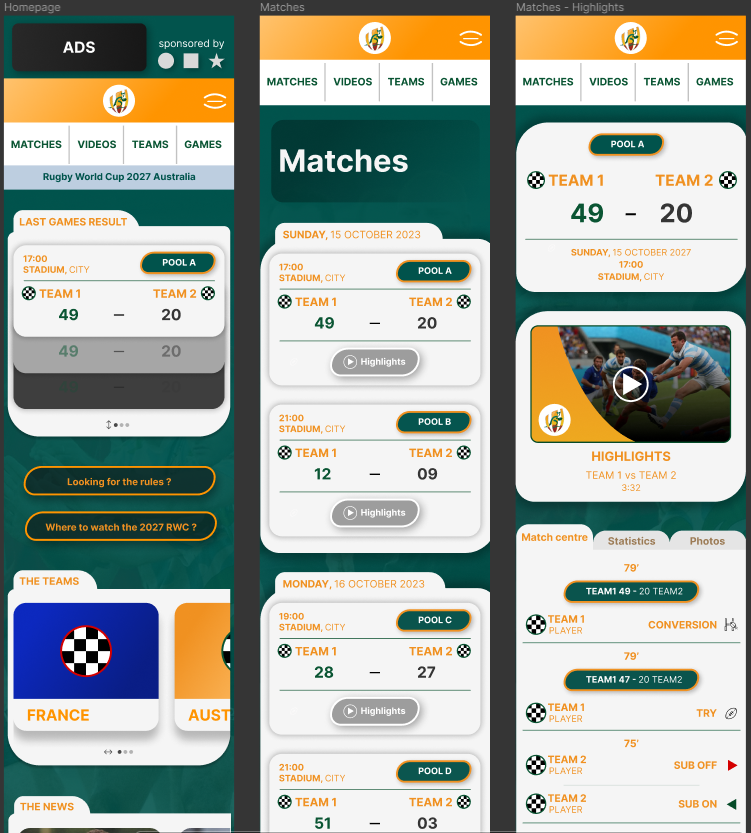 Homepage
ADS
sponsored by
MATCHES VIDEOS TEAMS GAMES
Rugby World Cup 2027 Australia
LAST GAMES RESULT
17:00
STADIUM, CITY
POOL A
TEAM 1 TEAM 2
49 – 20
49 – 20
Looking for the rules ?
Where to watch the 2027 RWC ?
THE TEAMS
FRANCE
AUST
THE NEWS
Matches
MATCHES VIDEOS TEAMS GAMES
Matches
SUNDAY, 15 OCTOBER 2023
17:00
STADIUM, CITY
POOL A
TEAM 1 TEAM 2
49 – 20
Highlights
21:00
STADIUM, CITY
POOL B
TEAM 1 TEAM 2
12 – 09
Highlights
MONDAY, 16 OCTOBER 2023
19:00
STADIUM, CITY
POOL C
TEAM 1 TEAM 2
28 – 27
Highlights
21:00
STADIUM, CITY
POOL D
TEAM 1 TEAM 2
51 – 03
Matches - Highlights
MATCHES VIDEOS TEAMS GAMES
POOL A
TEAM 1 TEAM 2
49 – 20
SUNDAY, 15 OCTOBER 2027
17:00
STADIUM, CITY
HIGHLIGHTS
TEAM 1 vs TEAM 2
3:32
Match centre Statistics Photos
79'
TEAM1 49 - 20 TEAM2
TEAM 1
PLAYER
CONVERSION
79'
TEAM1 47 - 20 TEAM2
TEAM 1
PLAYER
TRY
75'
TEAM 2
PLAYER
SUB OFF
TEAM 2
PLAYER
SUB ON